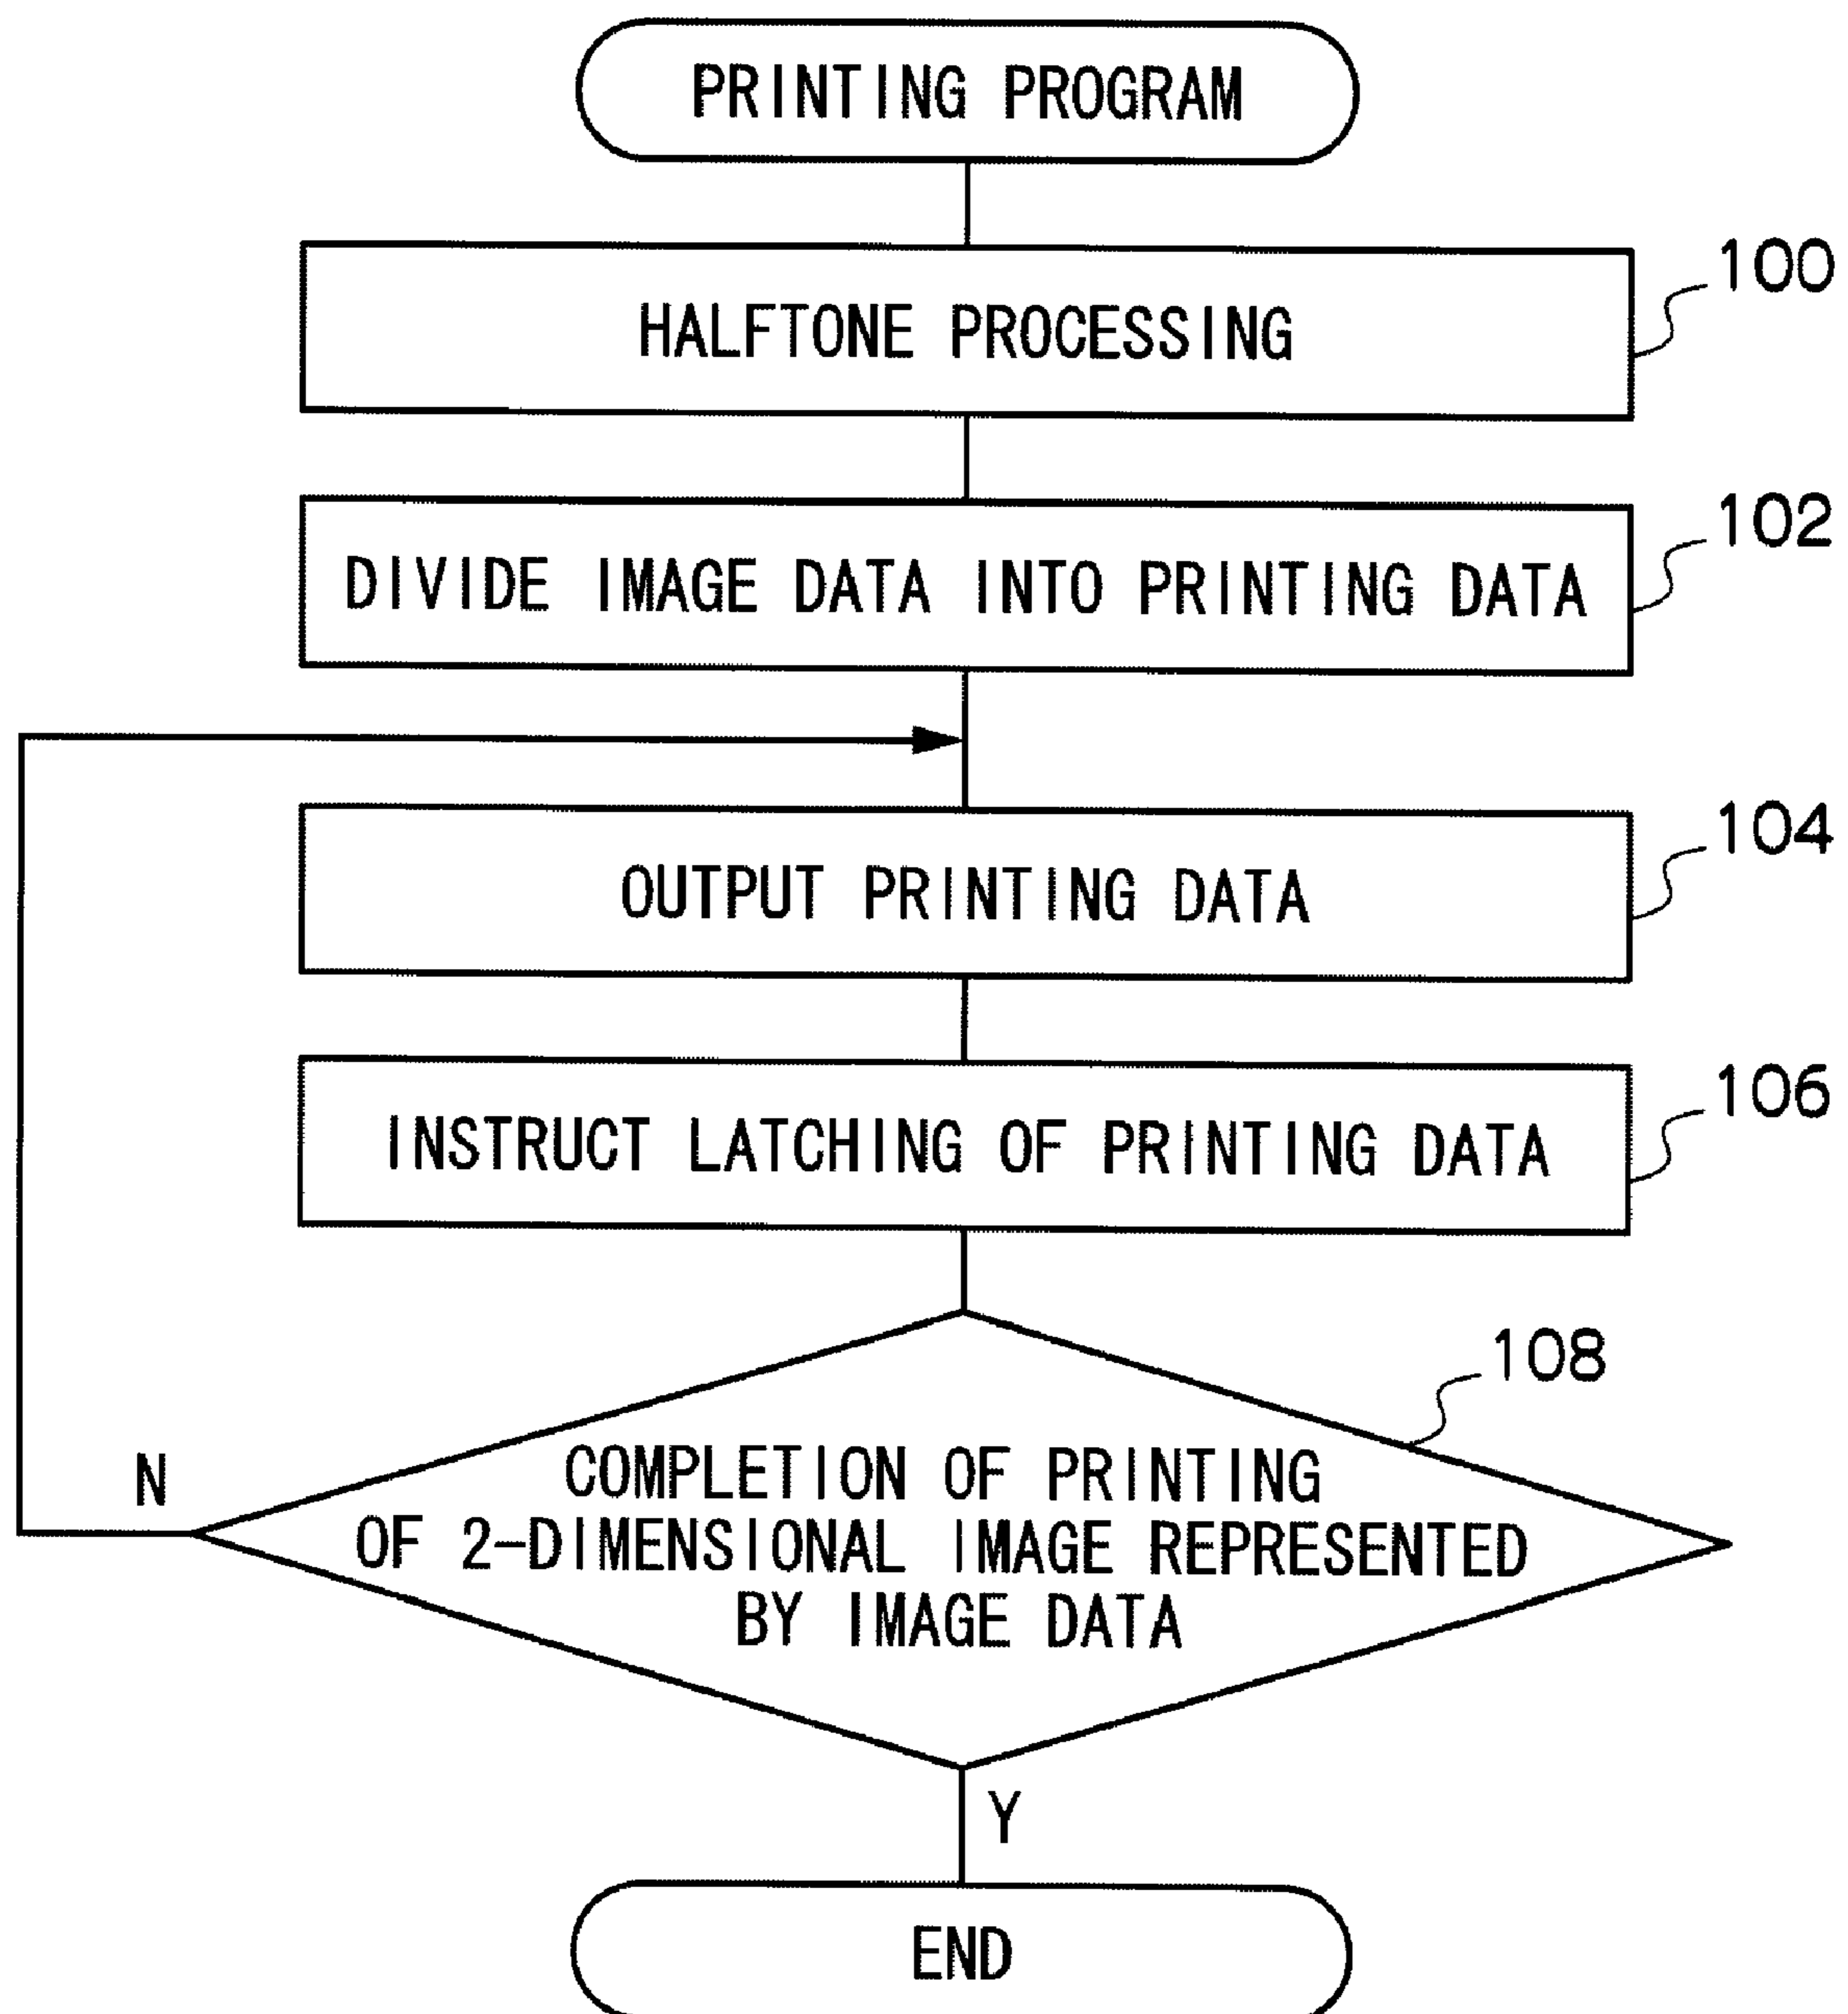 PRINTING PROGRAM
HALFTONE PROCESSING
100
DIVIDE IMAGE DATA INTO PRINTING DATA
102
OUTPUT PRINTING DATA
104
INSTRUCT LATCHING OF PRINTING DATA
106
108
COMPLETION OF PRINTING
OF 2-DIMENSIONAL IMAGE REPRESENTED
BY IMAGE DATA
N
Y
END